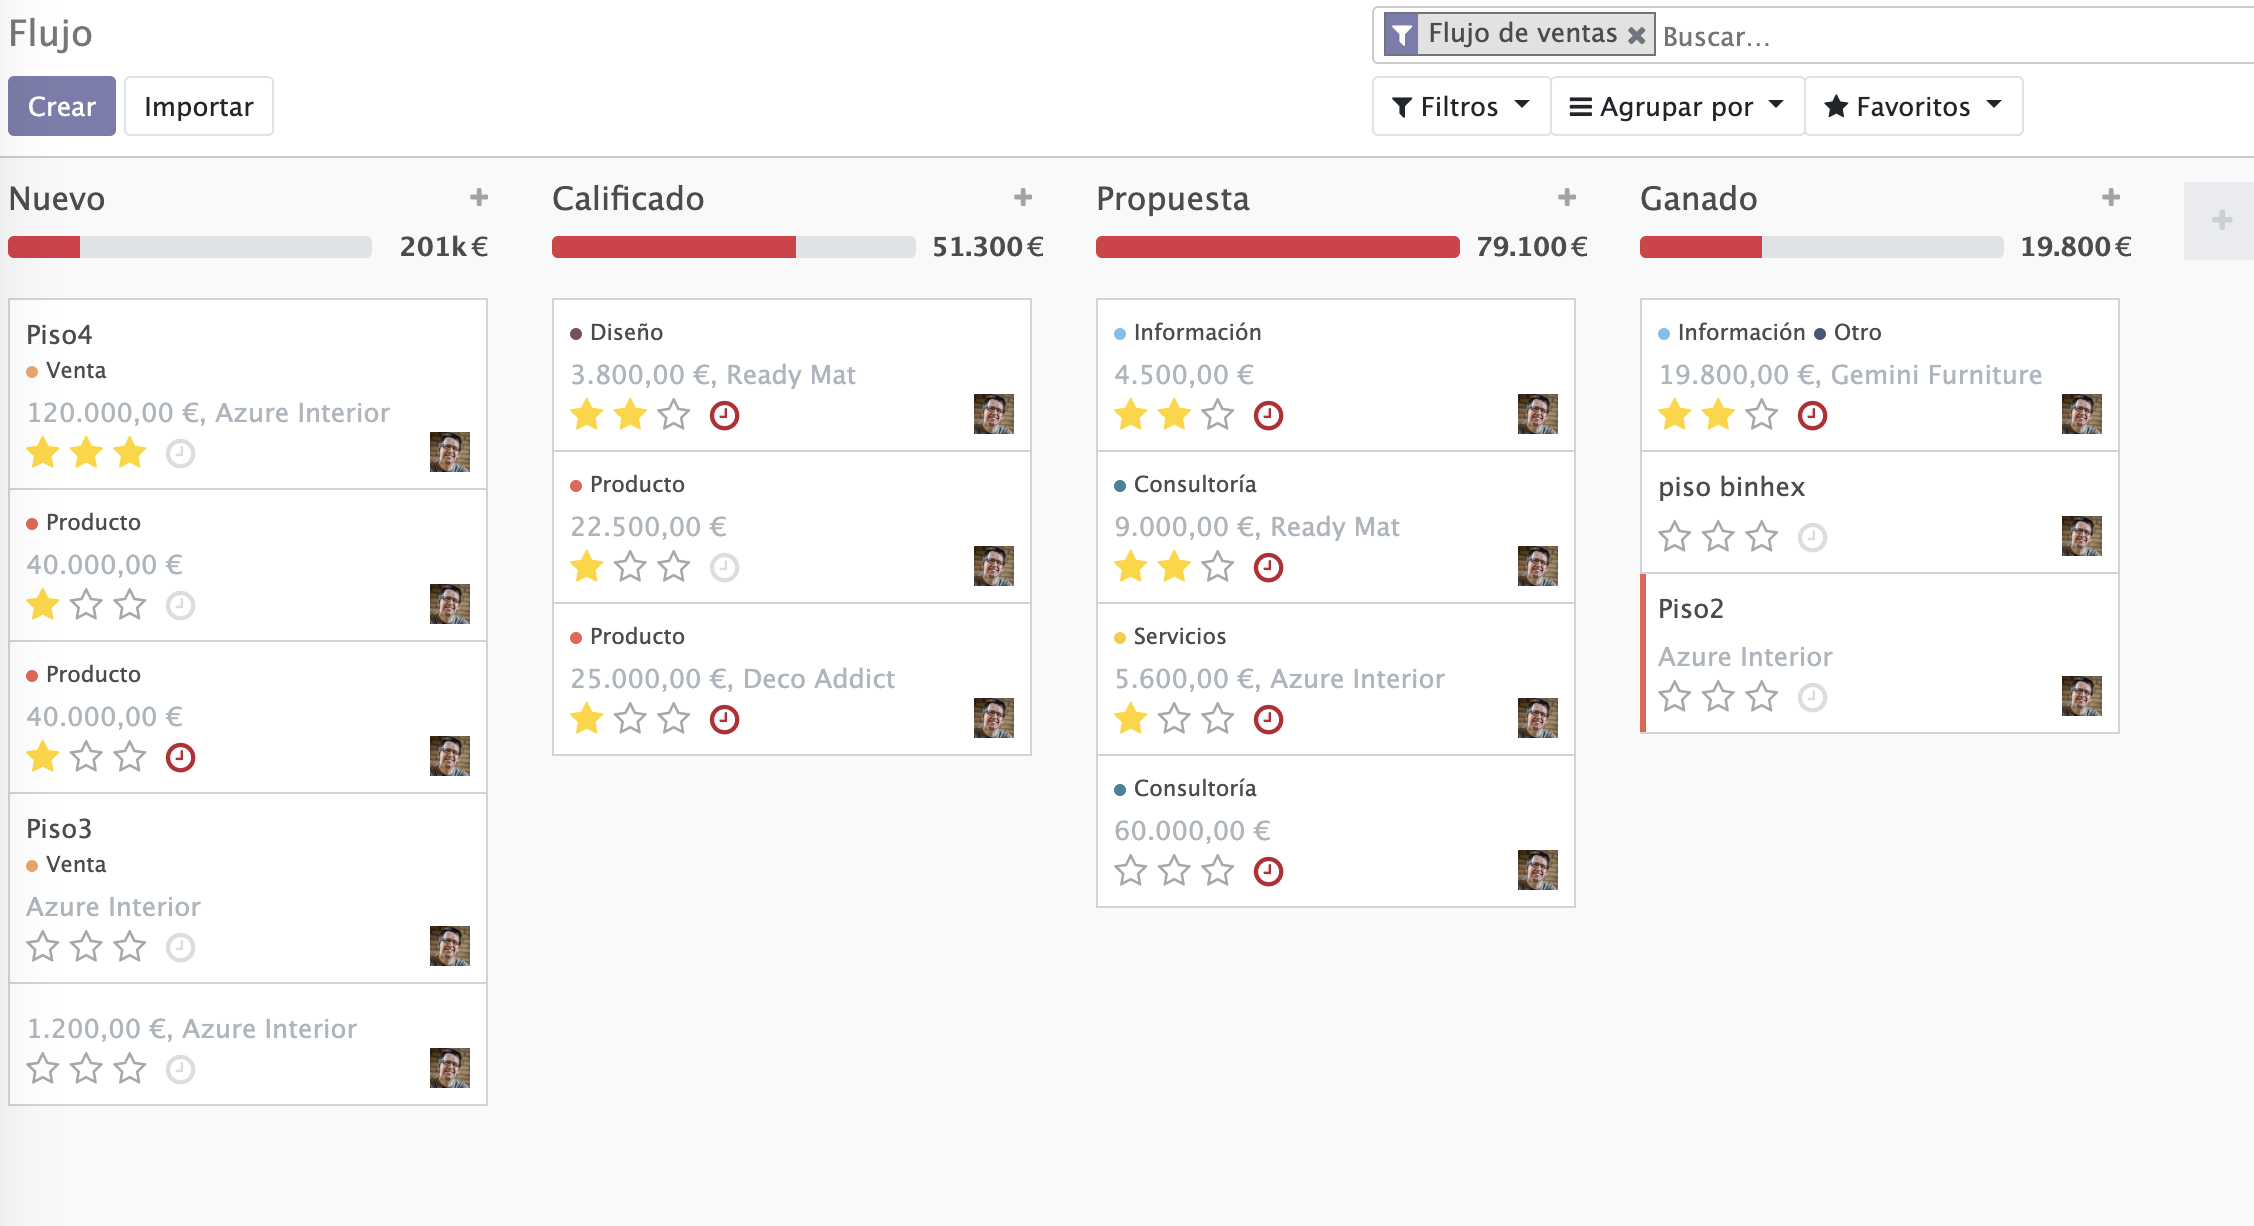 Flujo
Flujo de ventas Buscar...
Crear Importar
Filtros Agrupar por Favoritos
Nuevo
201k €
Piso4
Venta
120.000,00 €, Azure Interior
Producto
40.000,00 €
Producto
40.000,00 €
Piso3
Venta
Azure Interior
1.200,00 €, Azure Interior
Calificado
51.300 €
Diseño
3.800,00 €, Ready Mat
Producto
22.500,00 €
Producto
25.000,00 €, Deco Addict
Propuesta
79.100 €
Información
4.500,00 €
Consultoría
9.000,00 €, Ready Mat
Servicios
5.600,00 €, Azure Interior
Consultoría
60.000,00 €
Ganado
19.800 €
Información Otro
19.800,00 €, Gemini Furniture
piso binhex
Piso2
Azure Interior